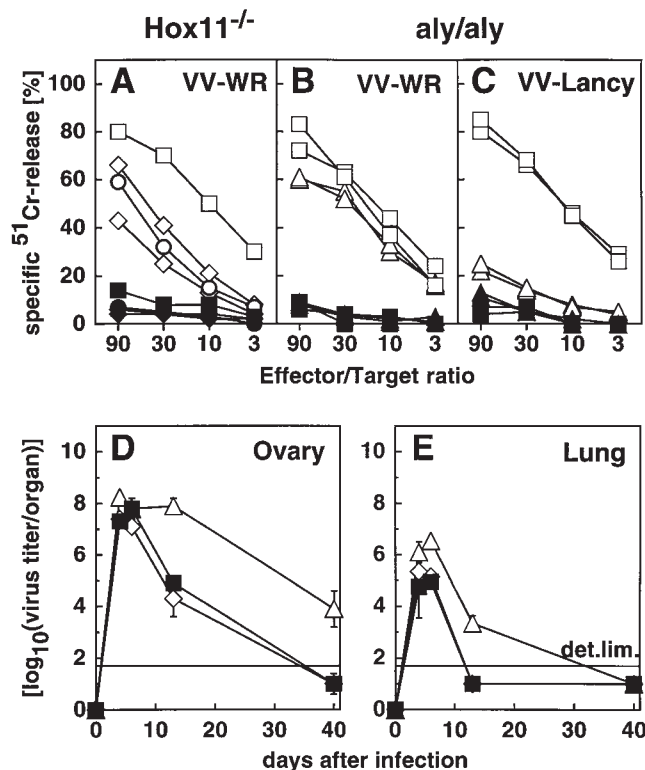 Hox11-/- aly/aly
A VV-WR B VV-WR C VV-Lancy
specific 51Cr-release [%]
100
80
60
40
20
0
90 30 10 3 90 30 10 3 90 30 10 3
Effector/Target ratio
D Ovary E Lung
[log10(virus titer/organ)]
10 10
8 8
6 6
4 4
2 2
0 0
det.lim.
0 10 20 30 40 0 10 20 30 40
days after infection